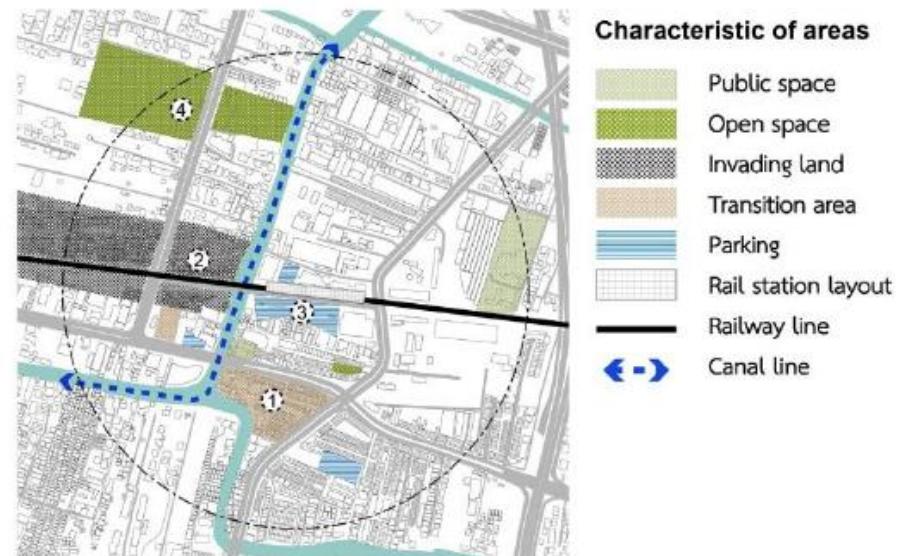 Characteristic of areas
Public space
Open space
Invading land
Transition area
Parking
Rail station layout
Railway line
Canal line
4
2
3
1